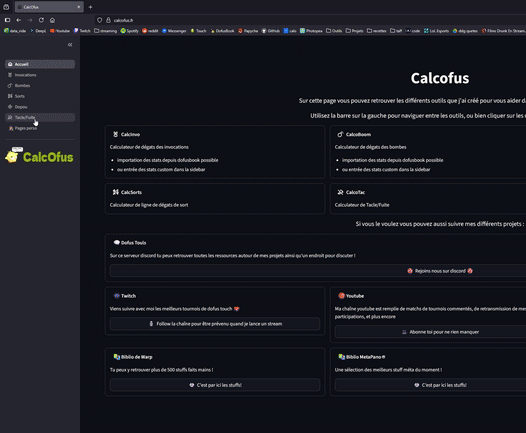 CalcOfus
calcofus.fr
data_vida
DeepL
Youtube
Twitch
streaming
Spotify
reddit
Messenger
Touch
DofusBook
Papycha
GitHub
Photopea
Outils
Projets
recettes
taff
code
LoL Esports
ddig quetes
Films Drunk En Stream
Accueil
Invocations
Bombes
Sorts
Dopou
Tacle/Fuite
Pages perso
CalcOfus
Calcofus
Sur cette page vous pouvez retrouver les différents outils que j'ai créé pour vous aider d
Utilisez la barre sur la gauche pour naviguer entre les outils, ou bien cliquer sur les
CalcInvo
Calculateur de dégats des invocations
importation des stats depuis dofusbook possible
ou entrée des stats custom dans la sidebar
CalcoBoom
Calculateur de dégats des bombes
importation des stats depuis dofusbook possible
ou entrée des stats custom dans la sidebar
CalcSorts
Calculateur de ligne de dégats de sort
CalcoTac
Calculateur de Tacle/Fuite
Si vous le voulez vous pouvez aussi suivre mes différents projets :
Dofus Touls
Sur ce serveur discord tu peux retrouver toutes les ressources autour de mes projets ainsi qu'un endroit pour discuter !
Rejoins nous sur discord
Twitch
Viens suivre avec moi les meilleurs tournois de dofus touch
Follow la chaîne pour être prévenu quand je lance un stream
Youtube
Ma chaîne youtube est remplie de matchs de tournois commentés, de retransmission de mes
participations, et plus encore
Abonne toi pour ne rien manquer
Biblio de Warp
Tu peux y retrouver plus de 500 stuffs faits mains !
C'est par ici les stuffs!
Biblio MetaPano
Une sélection des meilleurs stuff méta du moment !
C'est par ici les stuffs!